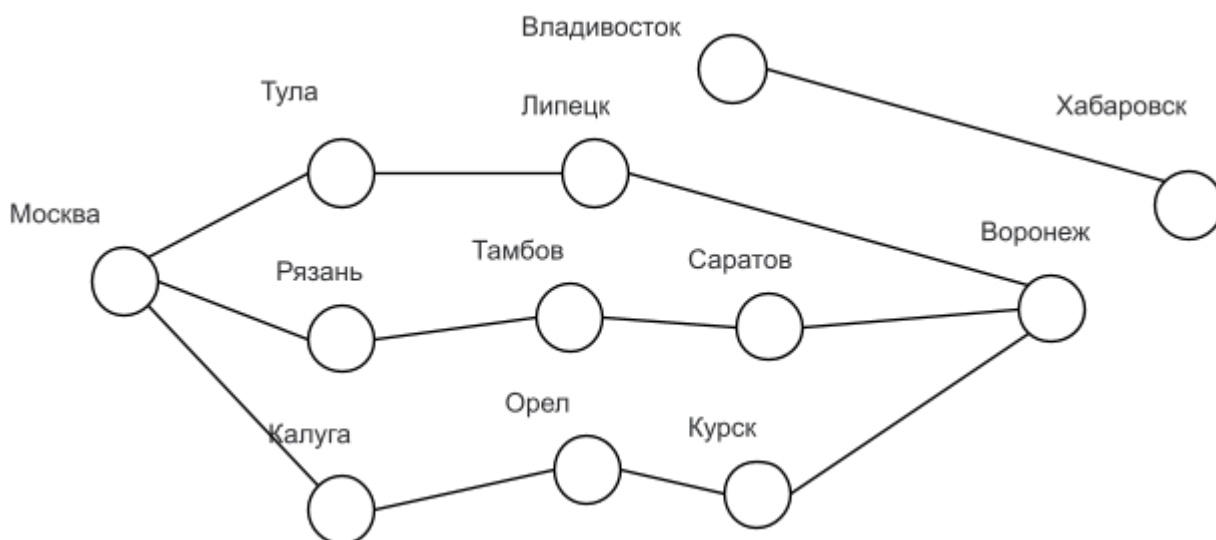 Владивосток
Тула
Липецк
Хабаровск
Москва
Рязань
Тамбов
Саратов
Воронеж
Калуга
Орел
Курск